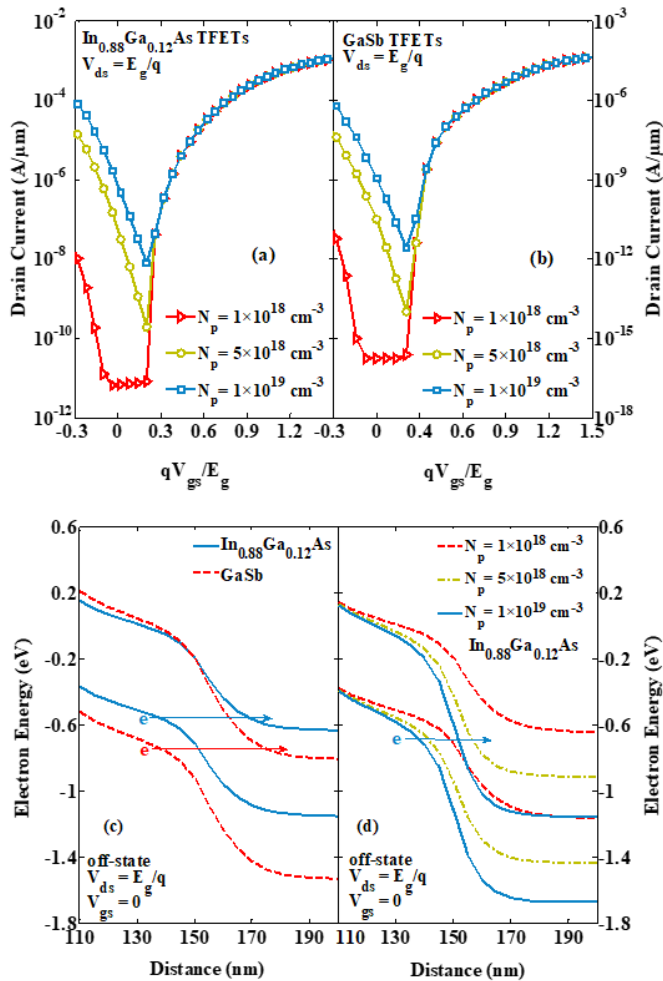 In0.88Ga0.12As TFETs
Vds = Eg/q
GaSb TFETs
Vds = Eg/q
10^-2
10^-4
10^-6
10^-8
10^-10
10^-12
Drain Current (A/μm)
(a)
Np = 1×10^18 cm^-3
Np = 5×10^18 cm^-3
Np = 1×10^19 cm^-3
-0.3 0 0.3 0.6 0.9 1.2
qVgs/Eg
(b)
Np = 1×10^18 cm^-3
Np = 5×10^18 cm^-3
Np = 1×10^19 cm^-3
10^-3
10^-6
10^-9
10^-12
10^-15
10^-18
Drain Current (A/μm)
-0.3 0 0.4 0.8 1.2 1.5
qVgs/Eg
0.6
0.2
-0.2
-0.6
-1
-1.4
-1.8
Electron Energy (eV)
In0.88Ga0.12As
GaSb
e
e
(c)
off-state
Vds = Eg/q
Vgs = 0
110 130 150 170 190
Distance (nm)
Np = 1×10^18 cm^-3
Np = 5×10^18 cm^-3
Np = 1×10^19 cm^-3
In0.88Ga0.12As
e
(d)
off-state
Vds = Eg/q
Vgs = 0
0.6
0.2
-0.2
-0.6
-1
-1.4
-1.8
Electron Energy (eV)
110 130 150 170 190
Distance (nm)